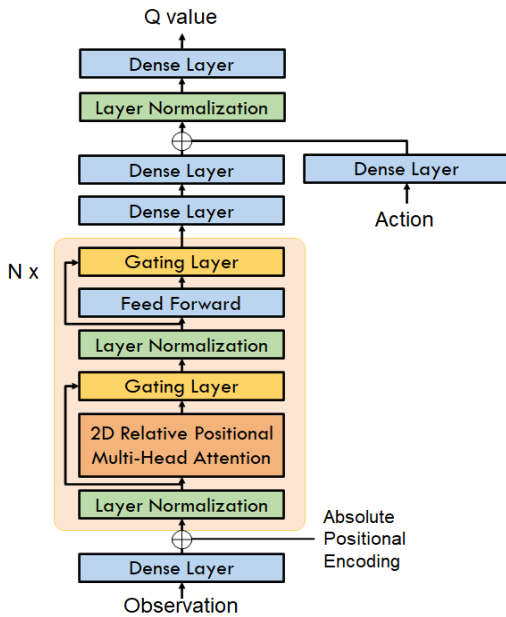 Q value
Dense Layer
Layer Normalization
Dense Layer
Dense Layer
Dense Layer
Action
N x
Gating Layer
Feed Forward
Layer Normalization
Gating Layer
2D Relative Positional
Multi-Head Attention
Layer Normalization
Absolute
Positional
Encoding
Dense Layer
Observation